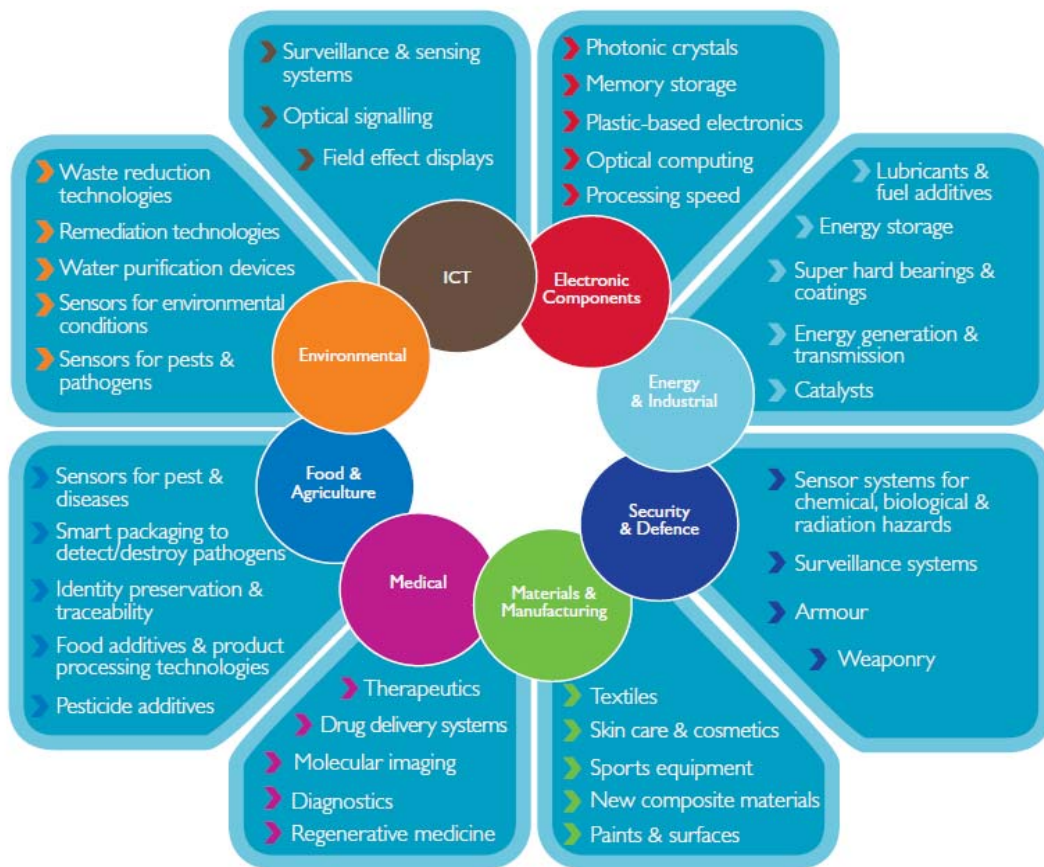 Surveillance & sensing
systems
Optical signalling
Field effect displays
Photonic crystals
Memory storage
Plastic-based electronics
Optical computing
Processing speed
Waste reduction
technologies
Remediation technologies
Water purification devices
Sensors for environmental
conditions
Sensors for pests &
pathogens
Lubricants &
fuel additives
Energy storage
Super hard bearings &
coatings
Energy generation &
transmission
Catalysts
ICT
Electronic
Components
Environmental
Energy
& Industrial
Food &
Agriculture
Security
& Defence
Medical
Materials &
Manufacturing
Sensors for pest &
diseases
Smart packaging to
detect/destroy pathogens
Identity preservation &
traceability
Food additives & product
processing technologies
Pesticide additives
Sensor systems for
chemical, biological &
radiation hazards
Surveillance systems
Armour
Weaponry
Therapeutics
Drug delivery systems
Molecular imaging
Diagnostics
Regenerative medicine
Textiles
Skin care & cosmetics
Sports equipment
New composite materials
Paints & surfaces